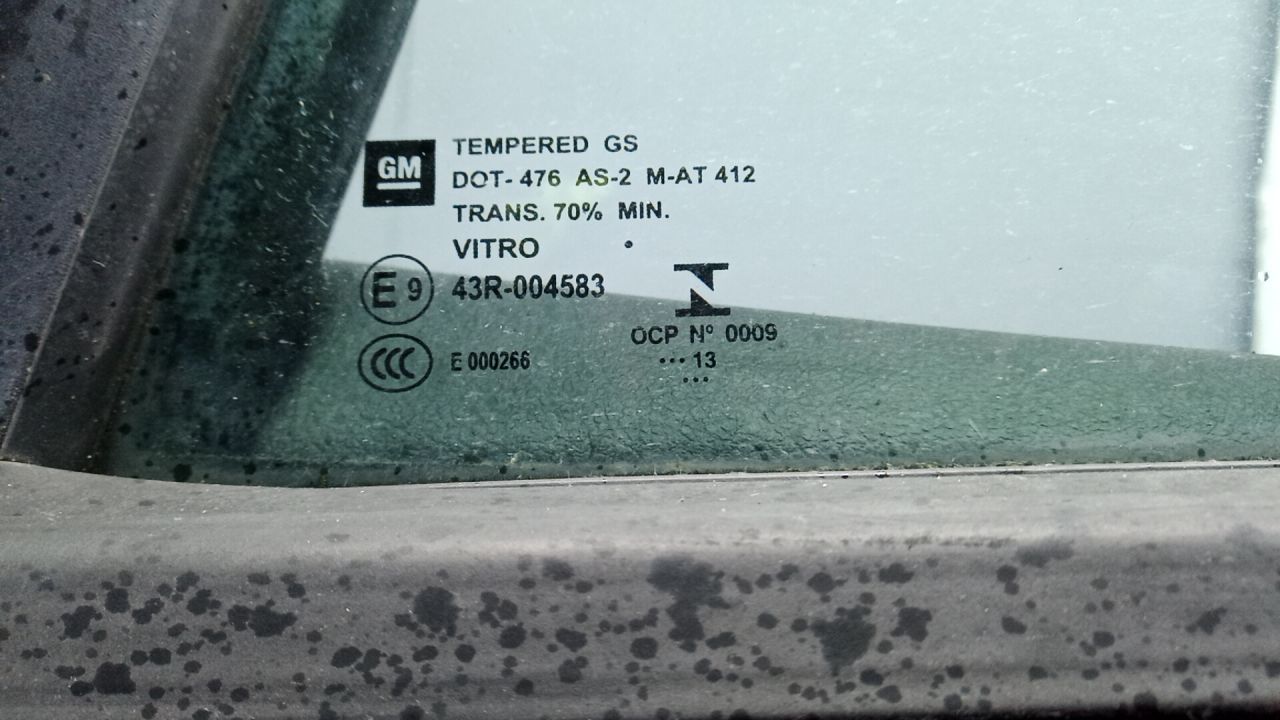 GM
TEMPERED GS
DOT- 476 AS-2 M-AT 412
TRANS. 70% MIN.
VITRO
E 9 43R-004583
OCP Nº 0009
CCC E 000266
••• 13
•••